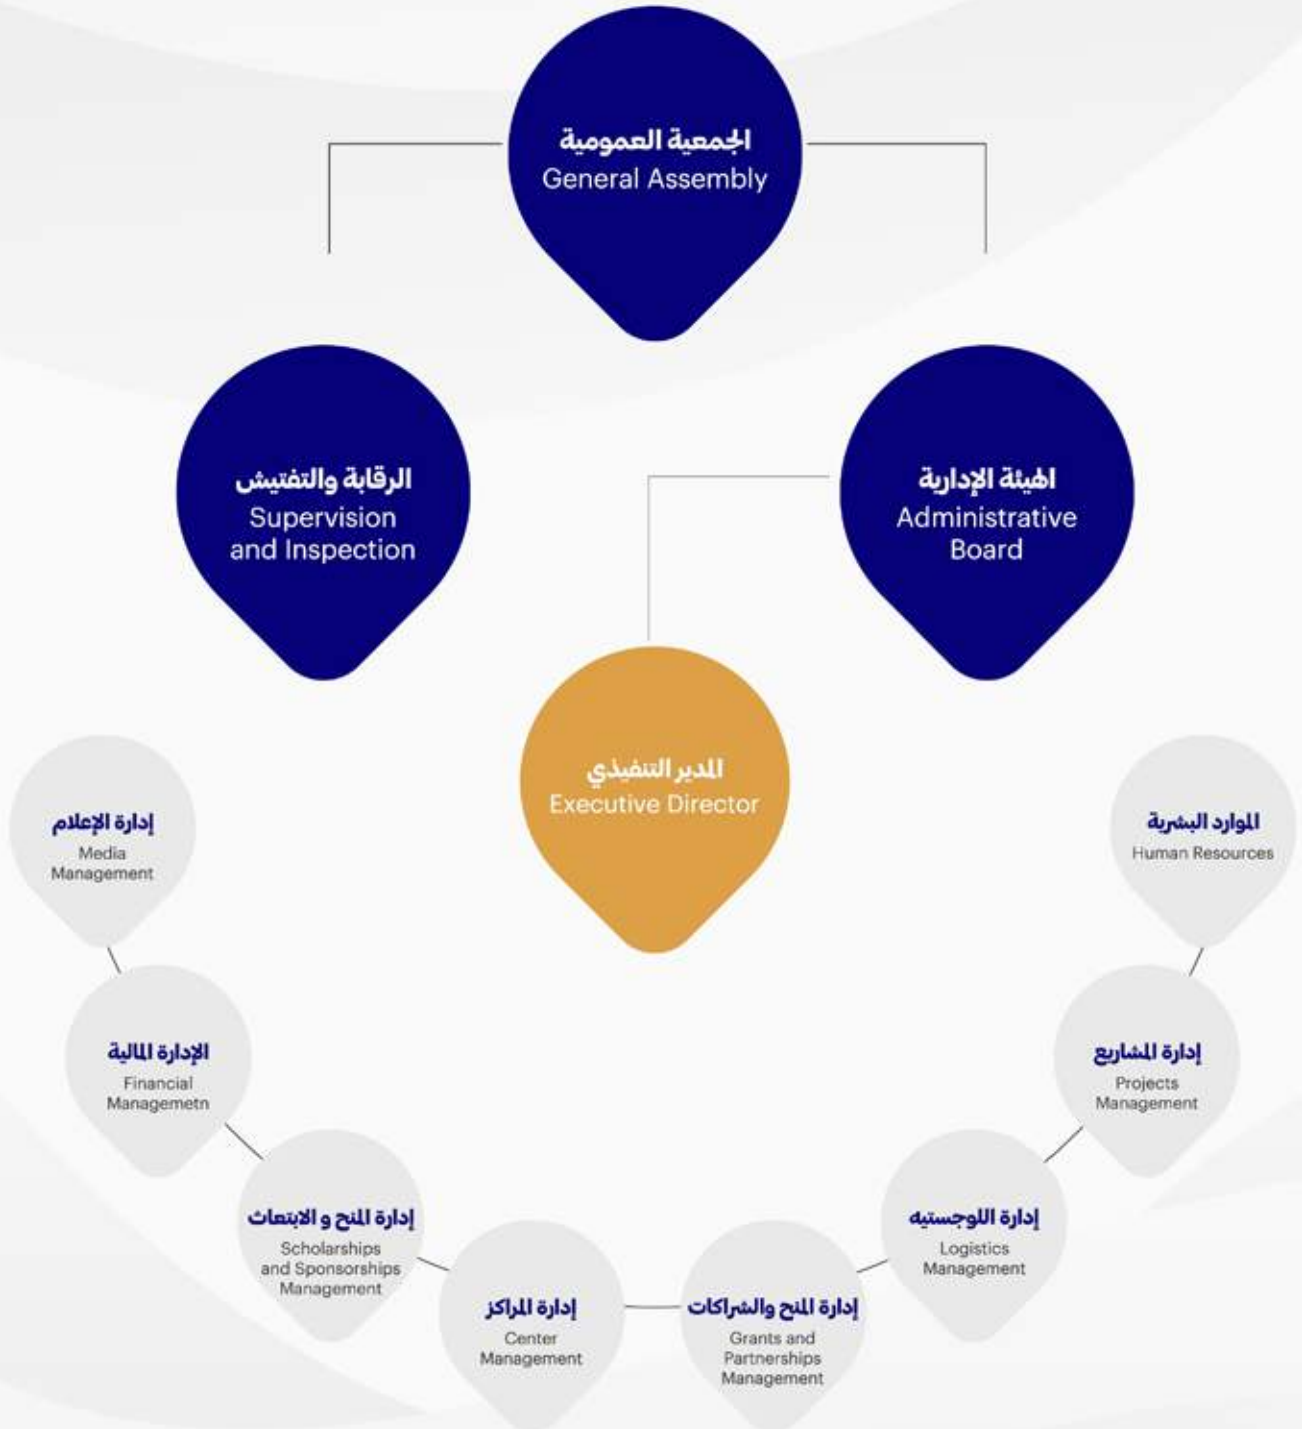 الجمعية العمومية
General Assembly
الرقابة والتفتيش
Supervision
and Inspection
الهيئة الإدارية
Administrative
Board
المدير التنفيذي
Executive Director
إدارة الإعلام
Media
Management
الموارد البشرية
Human Resources
الإدارة المالية
Financial
Managemetn
إدارة المشاريع
Projects
Management
إدارة المنح و الابتعاث
Scholarships
and Sponsorships
Management
إدارة اللوجستيه
Logistics
Management
إدارة المراكز
Center
Management
إدارة المنح والشراكات
Grants and
Partnerships
Management